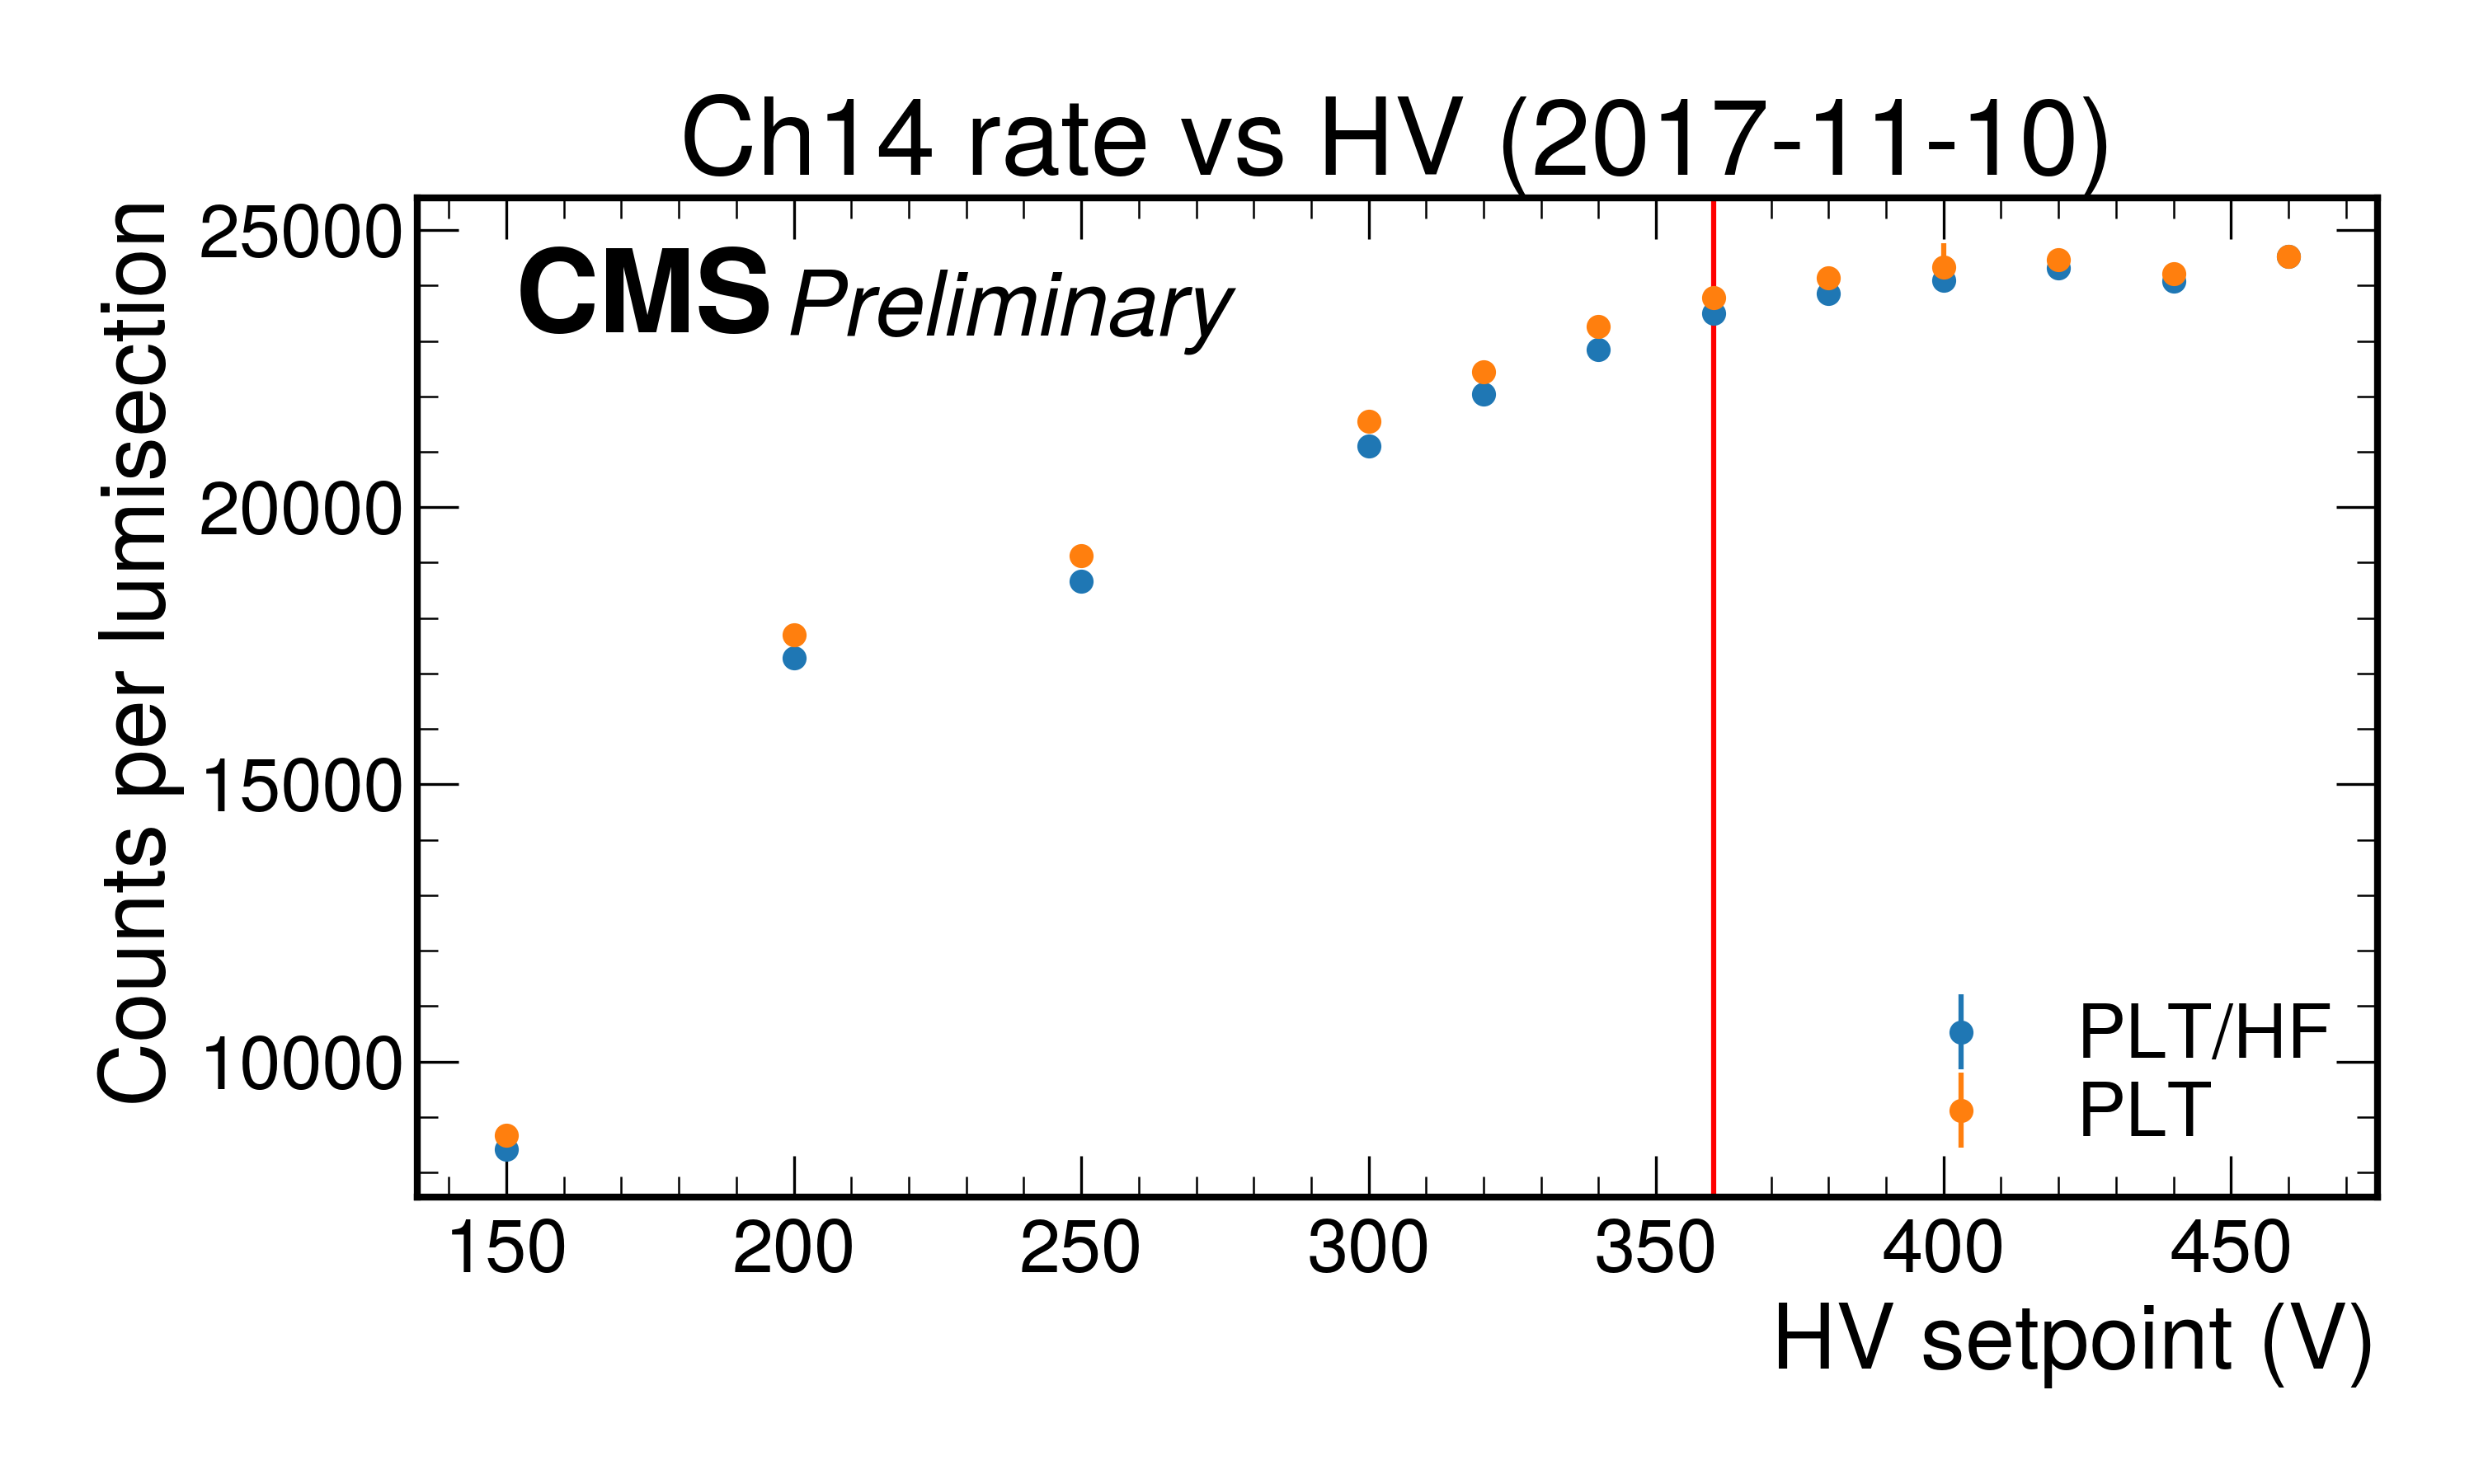 Ch14 rate vs HV (2017-11-10)
CMS Preliminary
Counts per lumisection
25000
20000
15000
10000
PLT/HF
PLT
150 200 250 300 350 400 450
HV setpoint (V)